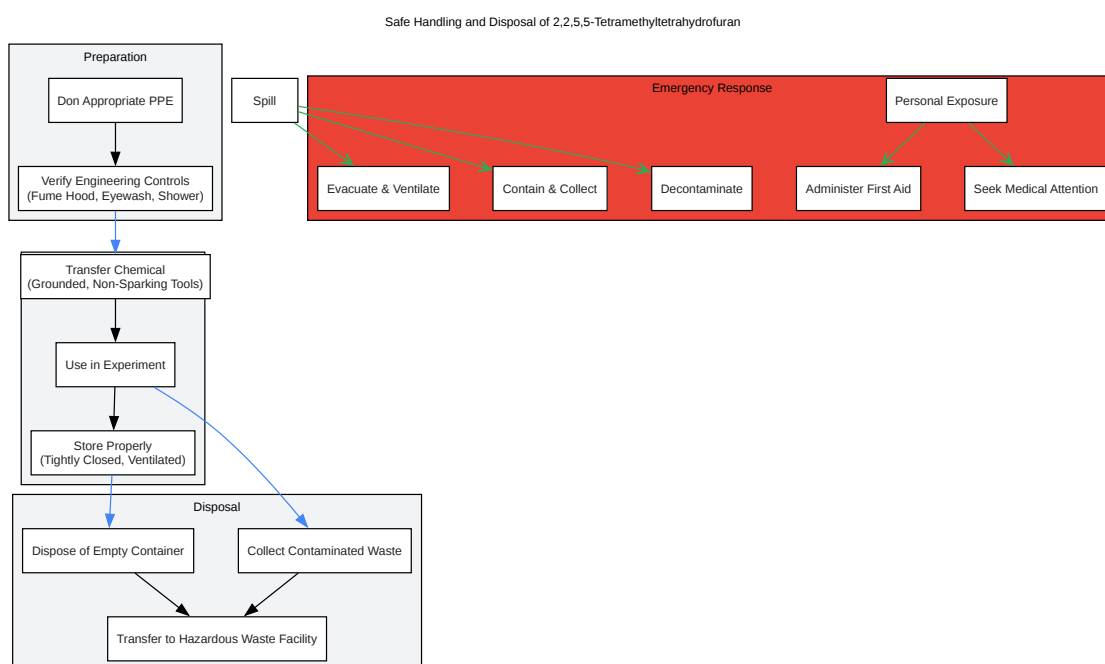 Safe Handling and Disposal of 2,2,5,5-Tetramethyltetrahydrofuran
Preparation
Don Appropriate PPE
Verify Engineering Controls
(Fume Hood, Eyewash, Shower)
Spill
Emergency Response
Personal Exposure
Evacuate & Ventilate
Contain & Collect
Decontaminate
Administer First Aid
Seek Medical Attention
Transfer Chemical
(Grounded, Non-Sparking Tools)
Use in Experiment
Store Properly
(Tightly Closed, Ventilated)
Disposal
Dispose of Empty Container
Collect Contaminated Waste
Transfer to Hazardous Waste Facility